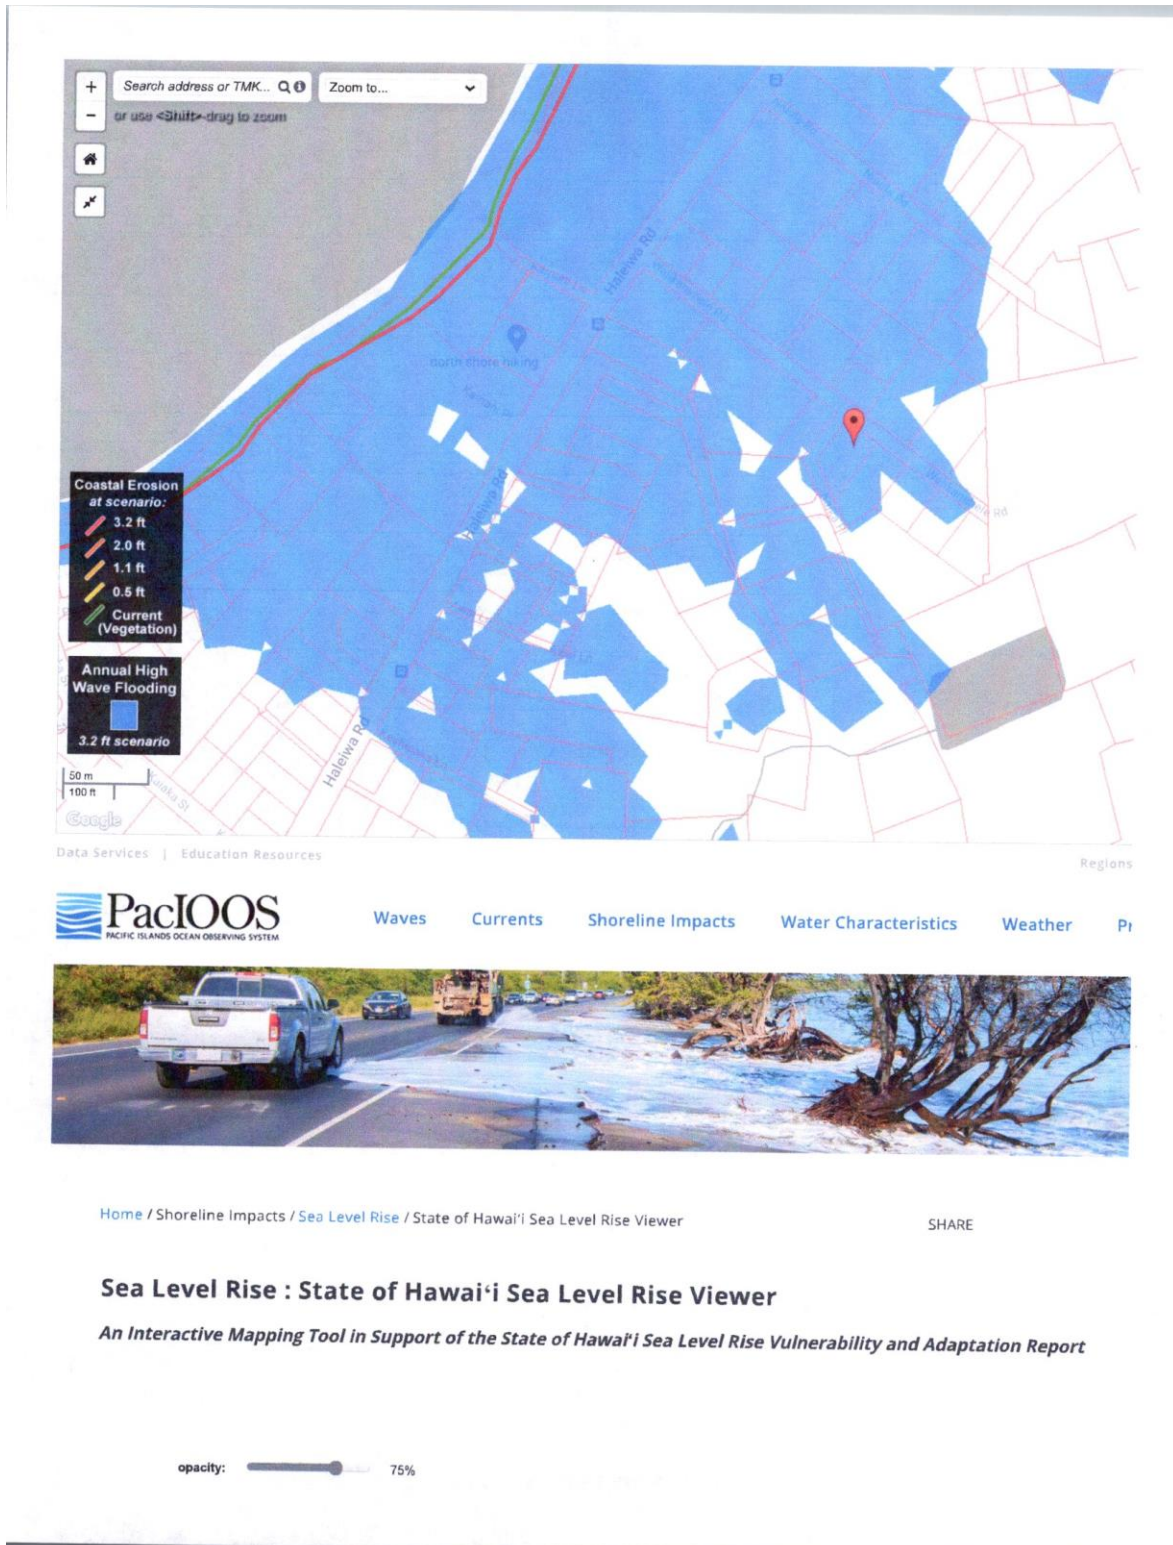 +
Search address or TMK...
Zoom to...
−
or use <Shift>-drag to zoom
Haleiwa Rd
north shore hiking
Haleiwa Rd
Coastal Erosion
at scenario:
3.2 ft
2.0 ft
1.1 ft
0.5 ft
Current
(Vegetation)
Annual High
Wave Flooding
3.2 ft scenario
Haleiwa Rd
50 m
100 ft
Google
Data Services | Education Resources
Regions
PacIOOS
PACIFIC ISLANDS OCEAN OBSERVING SYSTEM
Waves Currents Shoreline Impacts Water Characteristics Weather Pr
Home / Shoreline Impacts / Sea Level Rise / State of Hawai‘i Sea Level Rise Viewer
SHARE
Sea Level Rise : State of Hawai‘i Sea Level Rise Viewer
An Interactive Mapping Tool in Support of the State of Hawai‘i Sea Level Rise Vulnerability and Adaptation Report
opacity: 75%